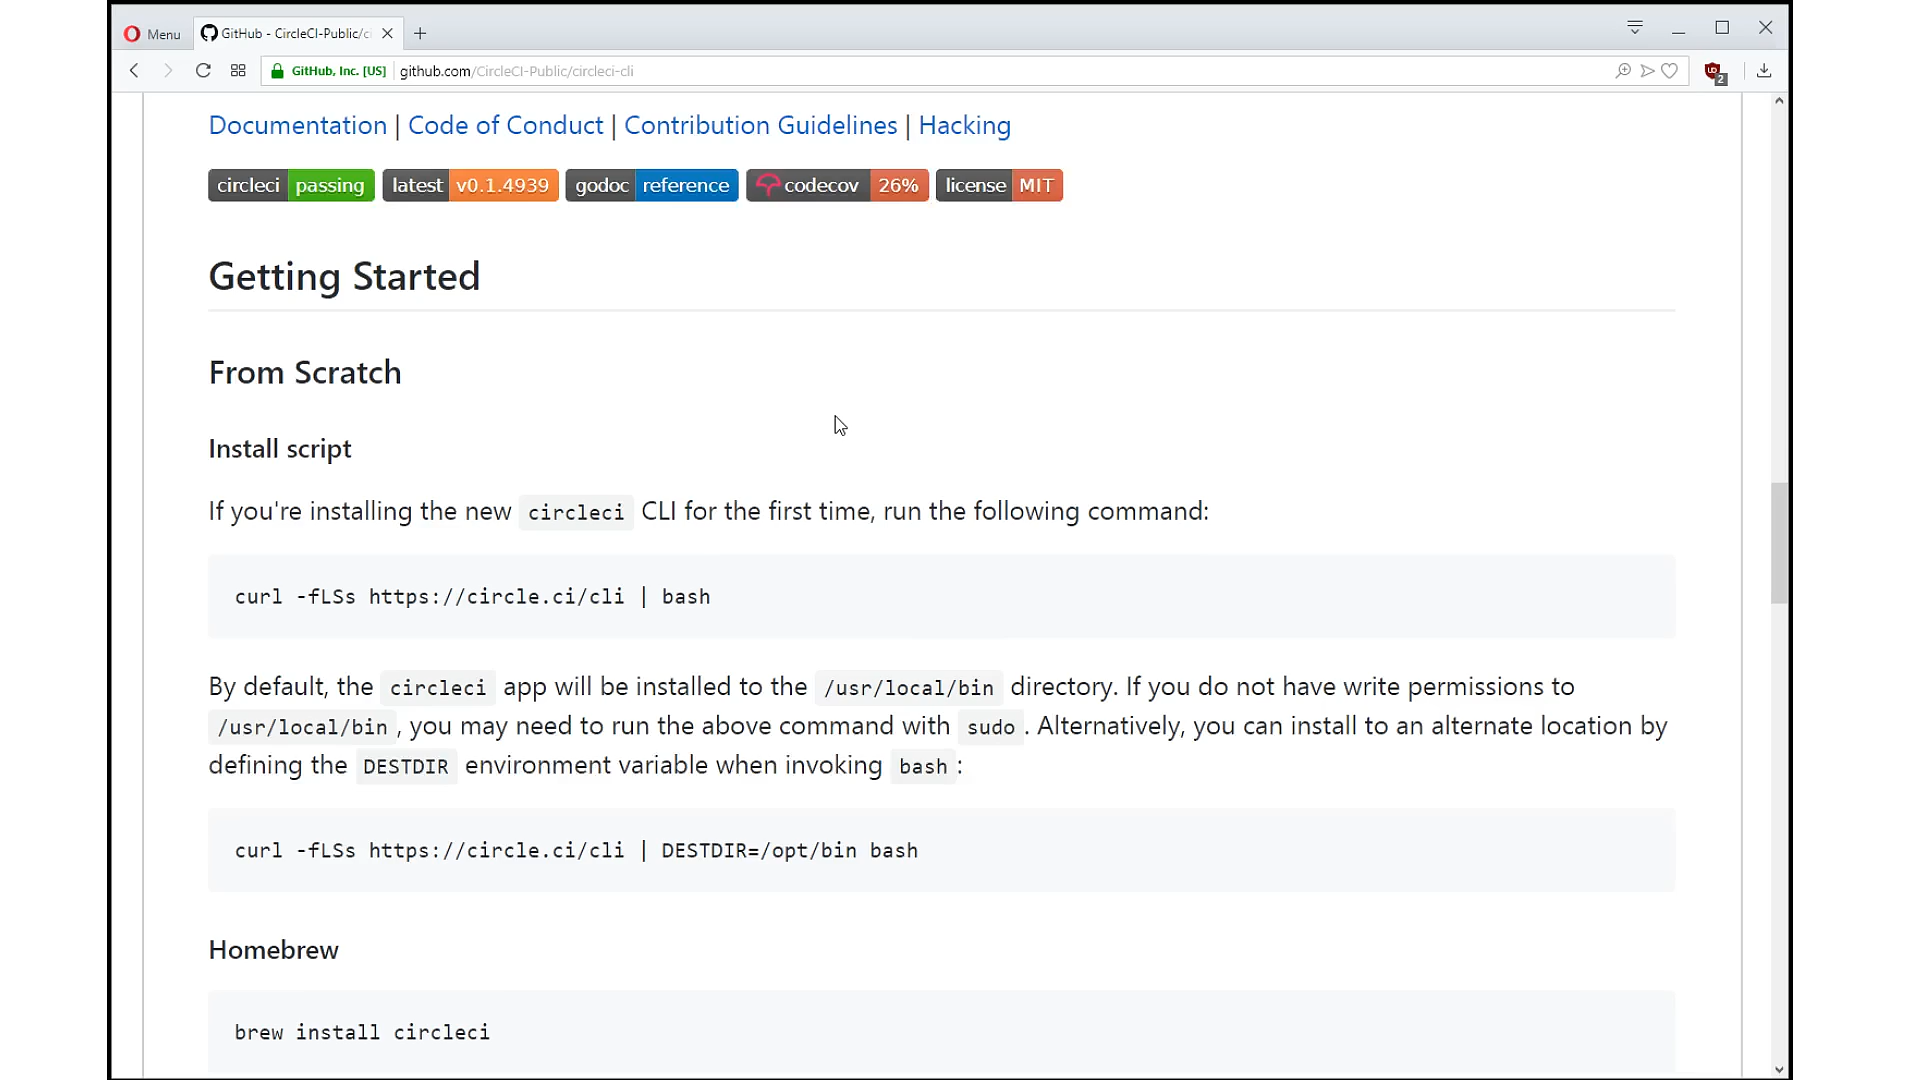 Menu
GitHub - CircleCI-Public/ci
GitHub, Inc. [US]
github.com/CircleCI-Public/circleci-cli
2
Documentation | Code of Conduct | Contribution Guidelines | Hacking
circleci passing latest v0.1.4939 godoc reference codecov 26% license MIT
Getting Started
From Scratch
Install script
If you're installing the new circleci CLI for the first time, run the following command:
curl -fLSs https://circle.ci/cli | bash
By default, the circleci app will be installed to the /usr/local/bin directory. If you do not have write permissions to
/usr/local/bin, you may need to run the above command with sudo. Alternatively, you can install to an alternate location by
defining the DESTDIR environment variable when invoking bash:
curl -fLSs https://circle.ci/cli | DESTDIR=/opt/bin bash
Homebrew
brew install circleci